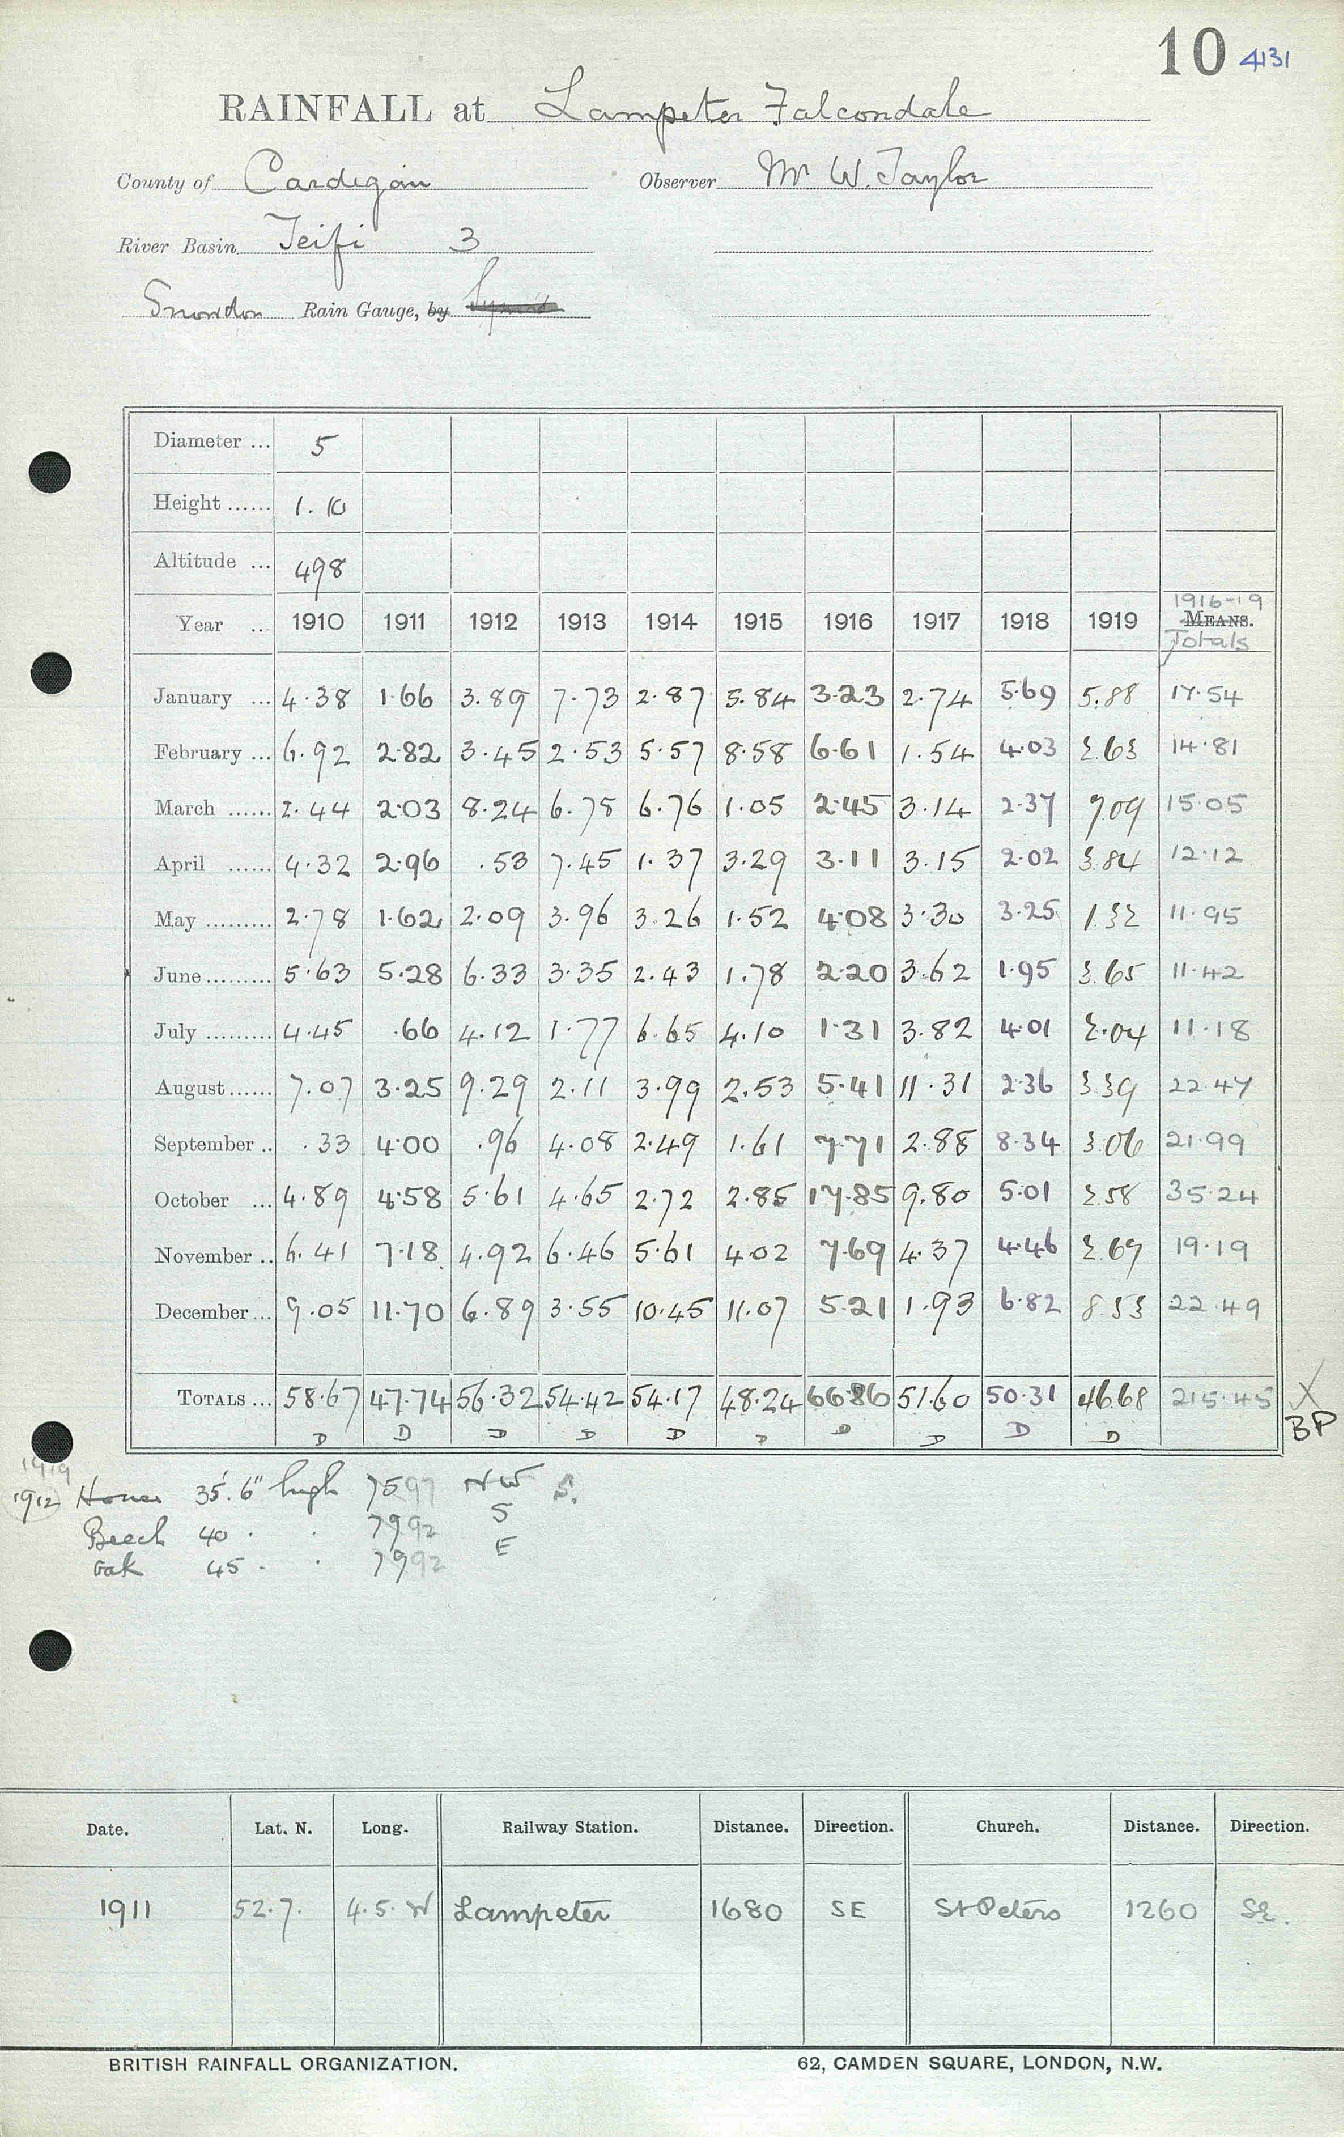 10 4131
RAINFALL at Lampeter Falcondale
County of Cardigan Observer Mr W. Taylor
River Basin Teifi 3
Snowdon Rain Gauge, by
Diameter ... 5
Height ...... 1.10
Altitude ... 498
1916-19
Year ... 1910 1911 1912 1913 1914 1915 1916 1917 1918 1919 MEANS.
Totals
January ... 4.38 1.66 3.89 7.73 2.87 5.84 3.23 2.74 5.69 5.88 17.54
February ... 6.92 2.82 3.45 2.53 5.57 8.58 6.61 1.54 4.03 2.63 14.81
March ...... 2.44 2.03 8.24 6.78 6.76 1.05 2.45 3.14 2.37 7.09 15.05
April ...... 4.32 2.96 .53 7.45 1.37 3.29 3.11 3.15 2.02 3.84 12.12
May ......... 2.78 1.62 2.09 3.96 3.26 1.52 4.08 3.30 3.25 1.32 11.95
June ......... 5.63 5.28 6.33 3.35 2.43 1.78 2.20 3.62 1.95 3.65 11.42
July ......... 4.45 .66 4.12 1.77 6.65 4.10 1.31 3.82 4.01 2.04 11.18
August ...... 7.07 3.25 9.29 2.11 3.99 2.53 5.41 11.31 2.36 3.39 22.47
September .. .33 4.00 .96 4.08 2.49 1.61 7.71 2.88 8.34 3.06 21.99
October ... 4.89 4.58 5.61 4.65 2.72 2.85 17.85 9.80 5.01 2.58 35.24
November .. 6.41 7.18 4.92 6.46 5.61 4.02 7.69 4.37 4.46 2.67 19.19
December ... 9.05 11.70 6.89 3.55 10.45 11.07 5.21 1.93 6.82 8.53 22.49
TOTALS ... 58.67 47.74 56.32 54.42 54.17 48.24 66.86 51.60 50.31 46.68 215.45 X
D D D D D D D D D D BP
1919
1912 House 35'.6" high 75 97 NW S.
Beech 40 . . 79 92 S
Oak 45 . . 79 92 E
Date. Lat. N. Long. Railway Station. Distance. Direction. Church. Distance. Direction.
1911 52.7. 4.5. W Lampeter 1680 SE St Peters 1260 SE.
BRITISH RAINFALL ORGANIZATION. 62, CAMDEN SQUARE, LONDON, N.W.